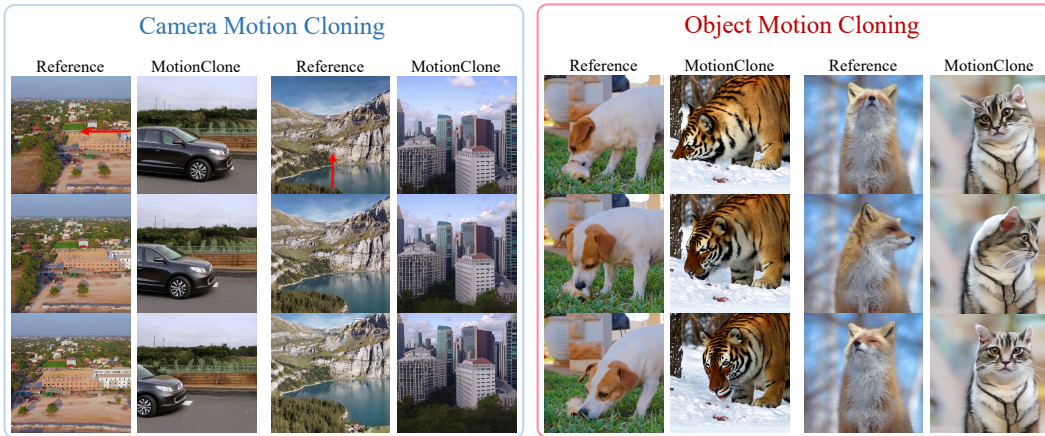 Camera Motion Cloning
Reference MotionClone Reference MotionClone
Object Motion Cloning
Reference MotionClone Reference MotionClone